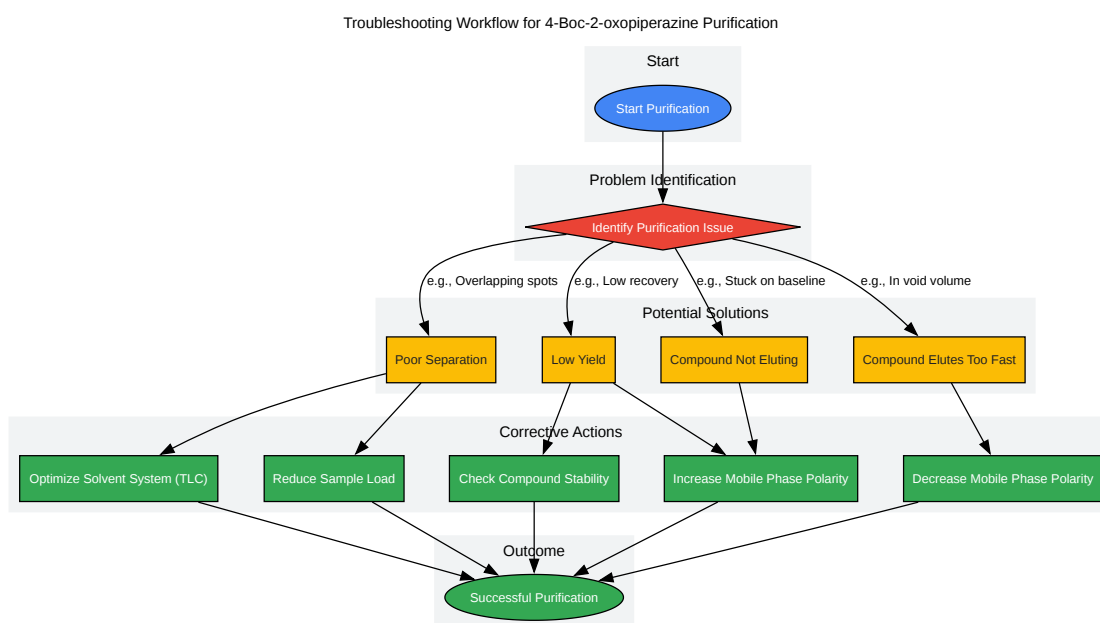 Troubleshooting Workflow for 4-Boc-2-oxopiperazine Purification
Start
Start Purification
Problem Identification
Identify Purification Issue
e.g., Overlapping spots
e.g., Low recovery
e.g., Stuck on baseline
e.g., In void volume
Potential Solutions
Poor Separation
Low Yield
Compound Not Eluting
Compound Elutes Too Fast
Corrective Actions
Optimize Solvent System (TLC)
Reduce Sample Load
Check Compound Stability
Increase Mobile Phase Polarity
Decrease Mobile Phase Polarity
Outcome
Successful Purification